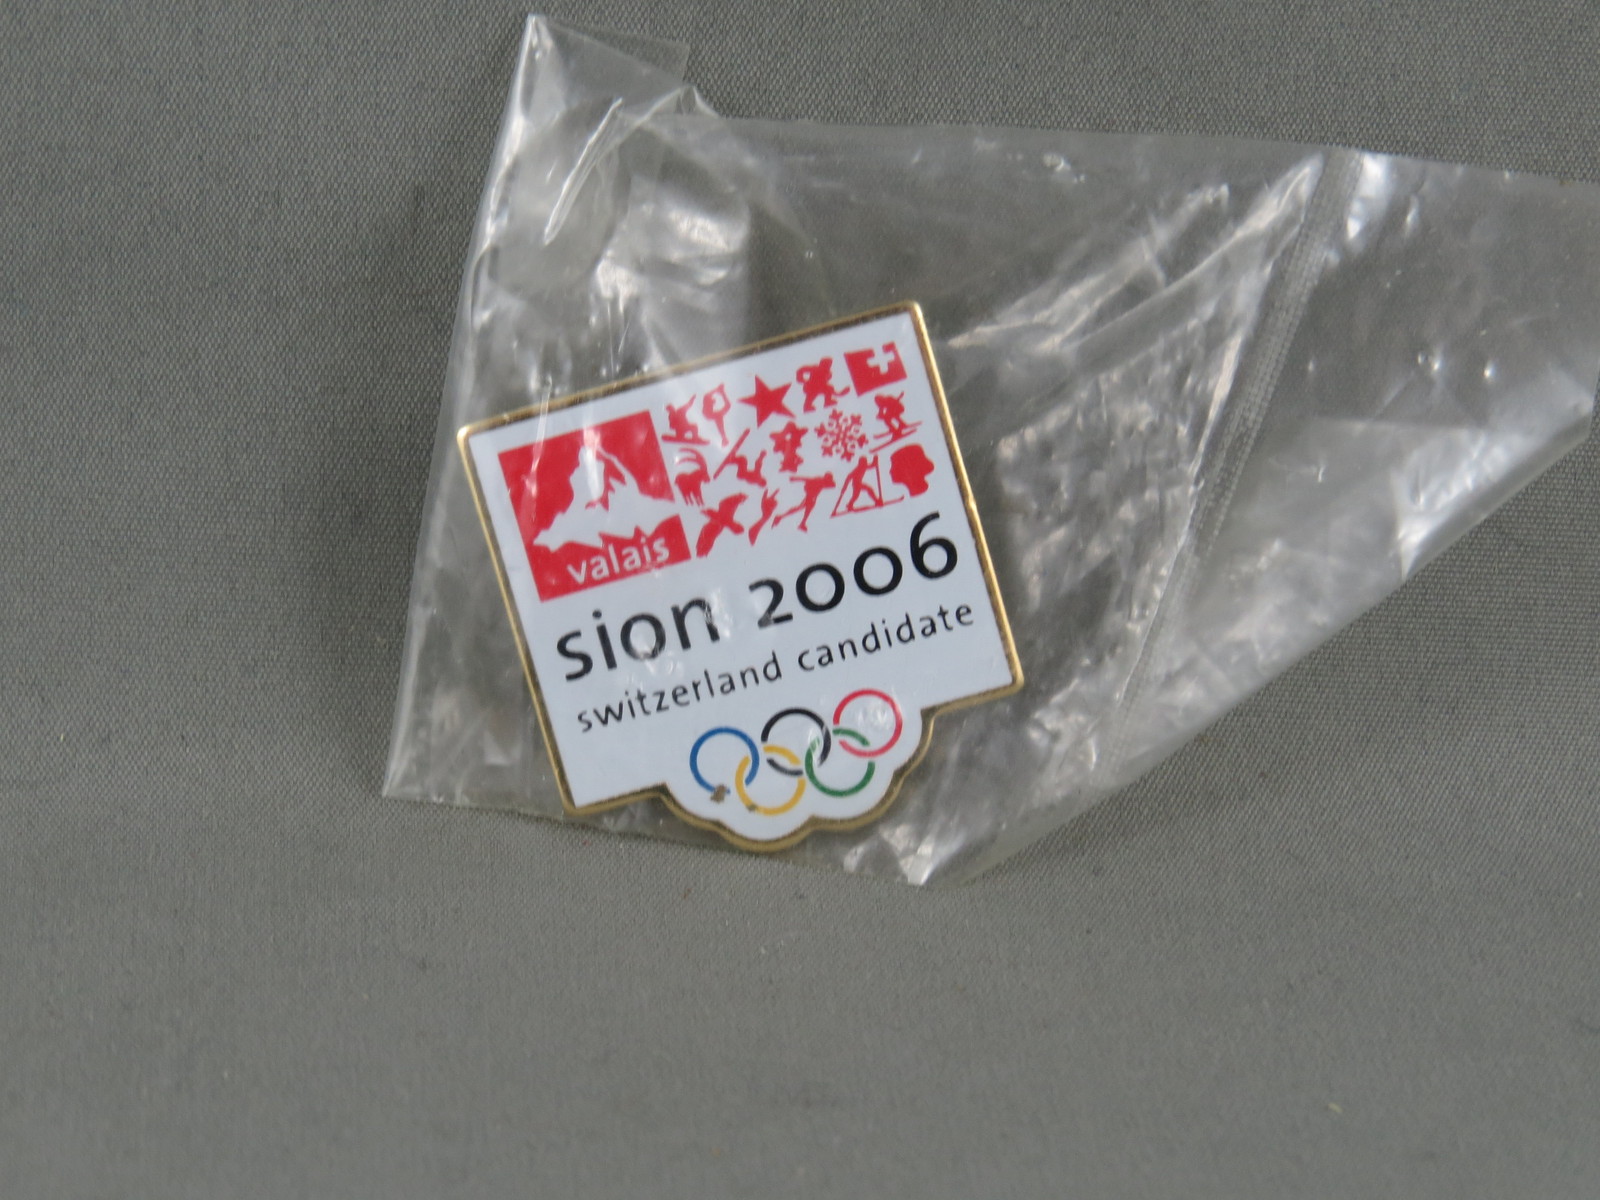 valais
sion 2006
switzerland candidate